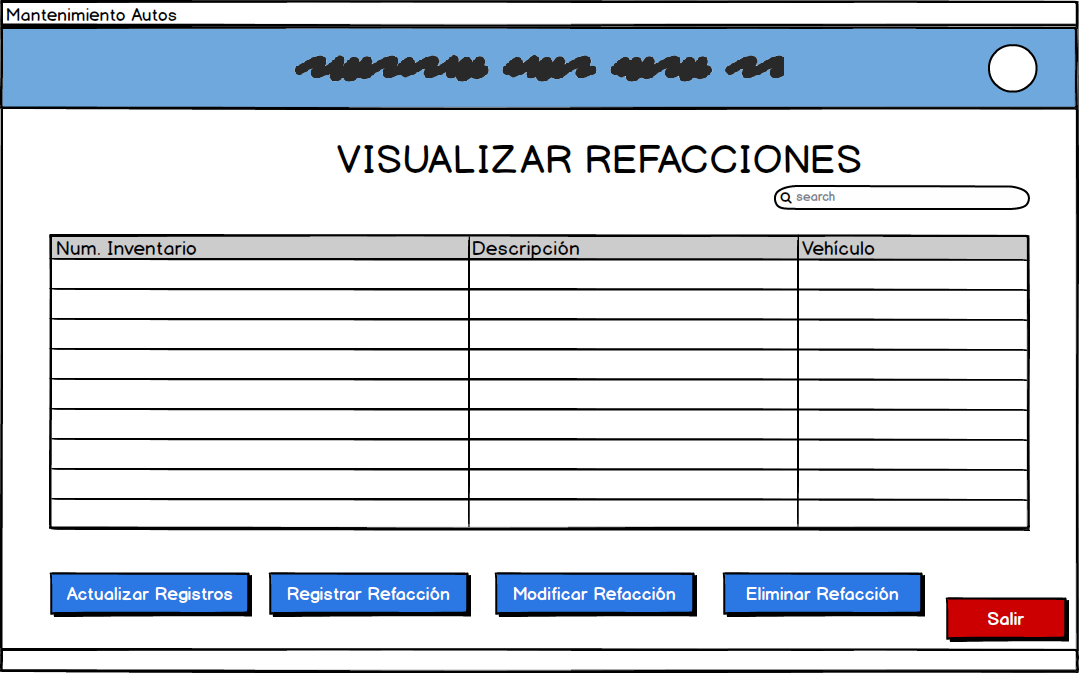 Mantenimiento Autos
VISUALIZAR REFACCIONES
search
Num. Inventario Descripción Vehículo
Actualizar Registros Registrar Refacción Modificar Refacción Eliminar Refacción
Salir